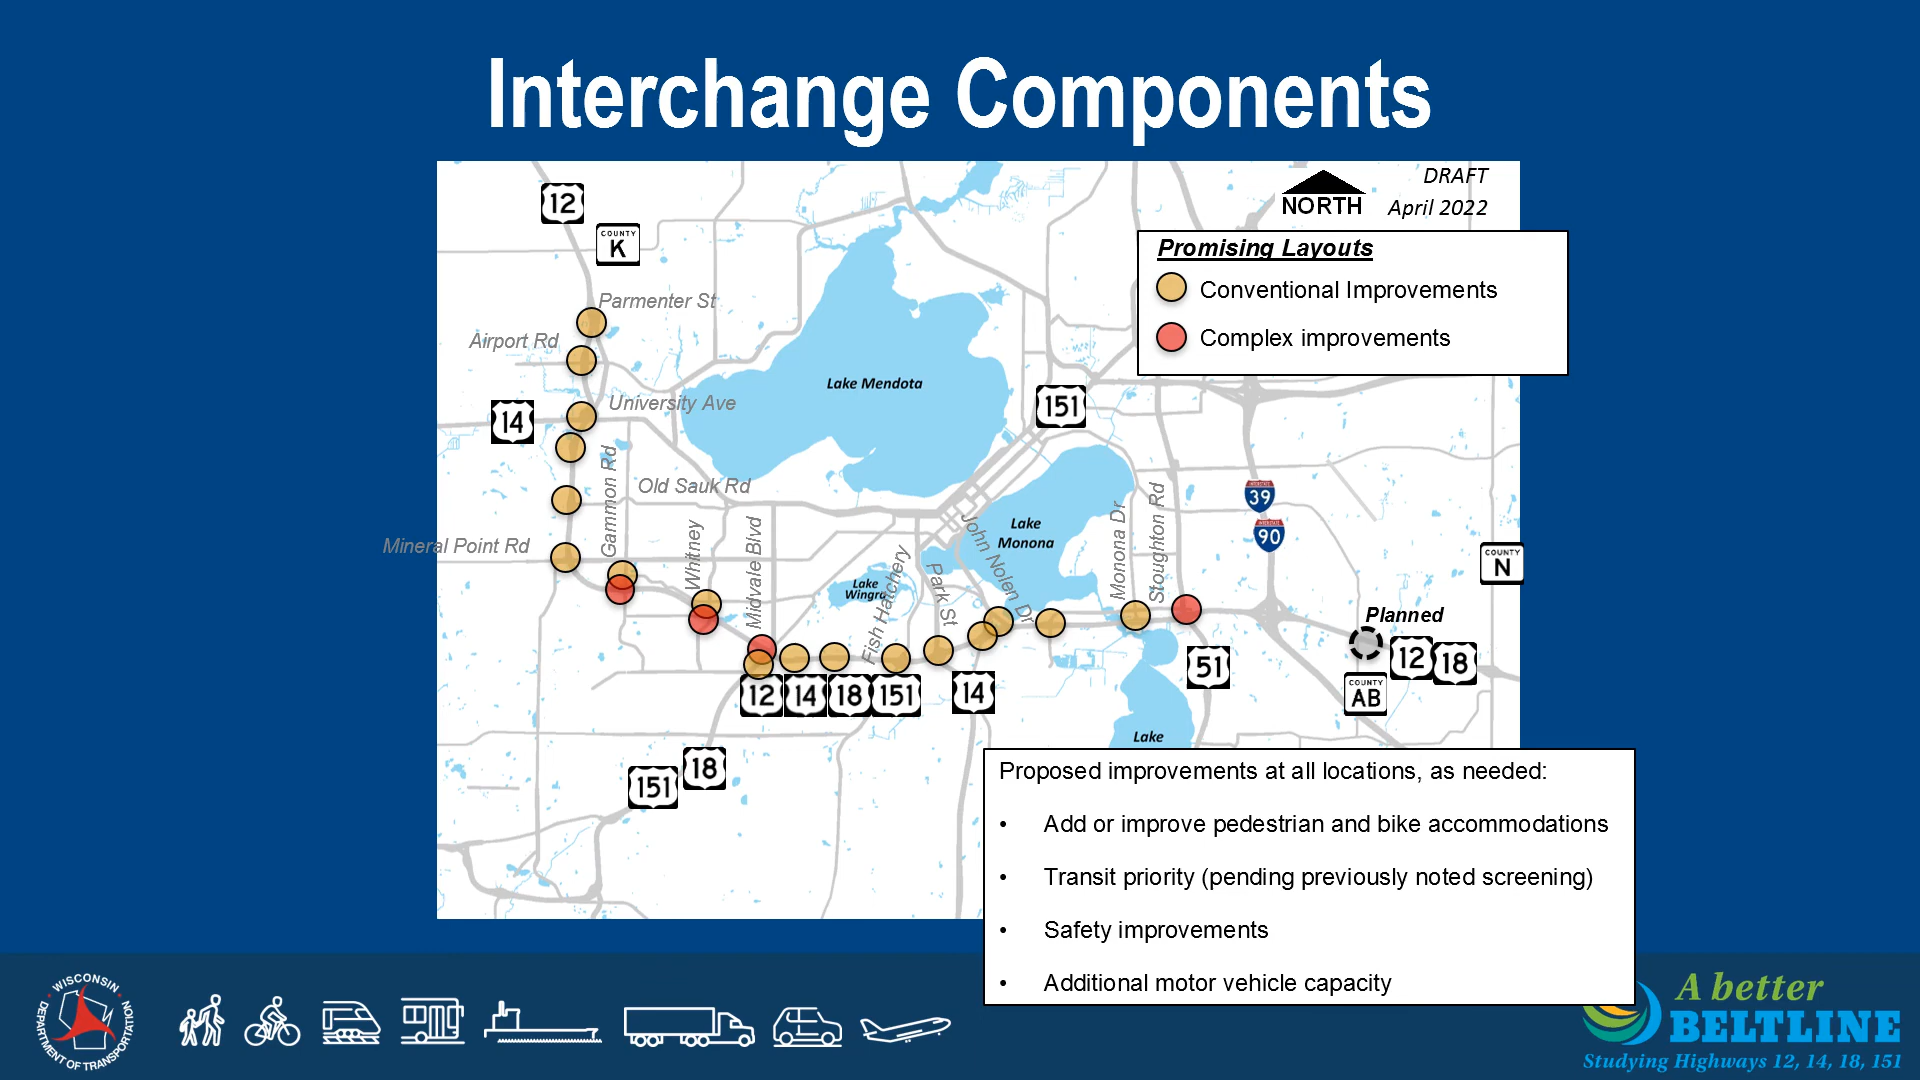 Interchange Components
DRAFT
April 2022
NORTH
12
COUNTY
K
Promising Layouts
Conventional Improvements
Complex improvements
Parmenter St
Airport Rd
University Ave
14
Lake Mendota
151
Gammon Rd
Old Sauk Rd
Mineral Point Rd
Whitney
Midvale Blvd
Lake
Wingra
Fish Hatchery
Park St
John Nolen Dr
Lake
Monona
Monona Dr
Stoughton Rd
INTERSTATE
39
INTERSTATE
90
COUNTY
N
Planned
12
18
COUNTY
AB
51
12
14
18
151
14
Lake
18
151
Proposed improvements at all locations, as needed:
• Add or improve pedestrian and bike accommodations
• Transit priority (pending previously noted screening)
• Safety improvements
• Additional motor vehicle capacity
WISCONSIN
DEPARTMENT OF TRANSPORTATION
A better
BELTLINE
Studying Highways 12, 14, 18, 151